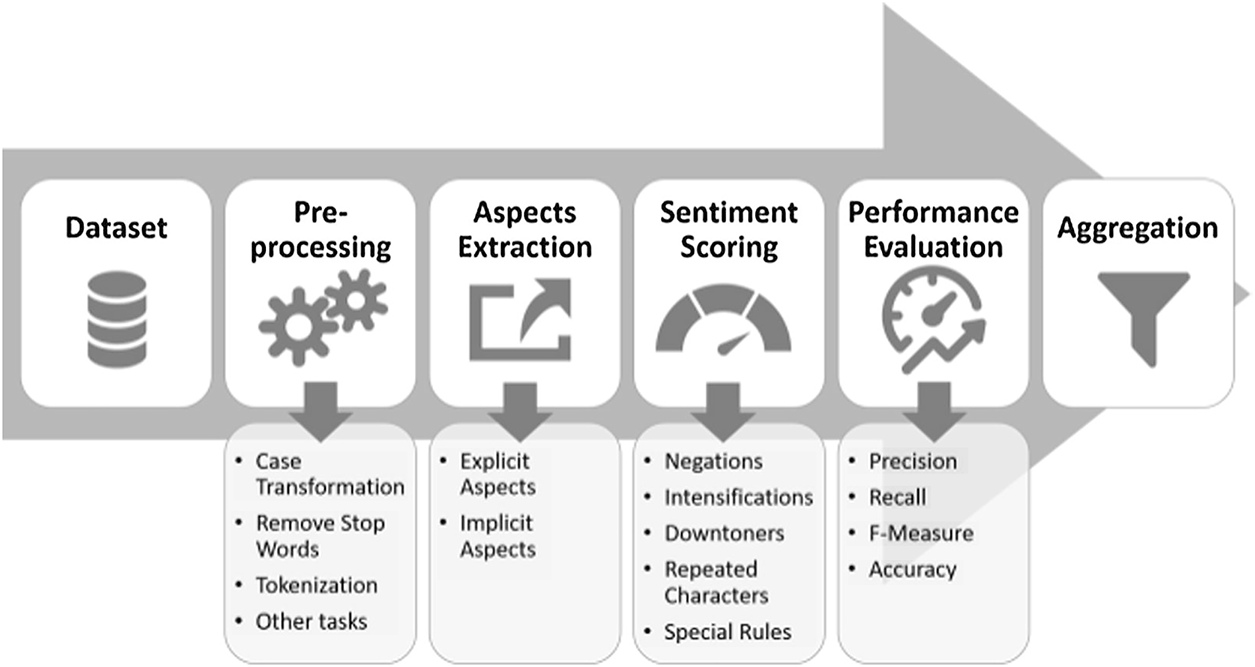 Dataset
Pre-
processing
Aspects
Extraction
Sentiment
Scoring
Performance
Evaluation
Aggregation
• Case
Transformation
• Remove Stop
Words
• Tokenization
• Other tasks
• Explicit
Aspects
• Implicit
Aspects
• Negations
• Intensifications
• Downtoners
• Repeated
Characters
• Special Rules
• Precision
• Recall
• F-Measure
• Accuracy